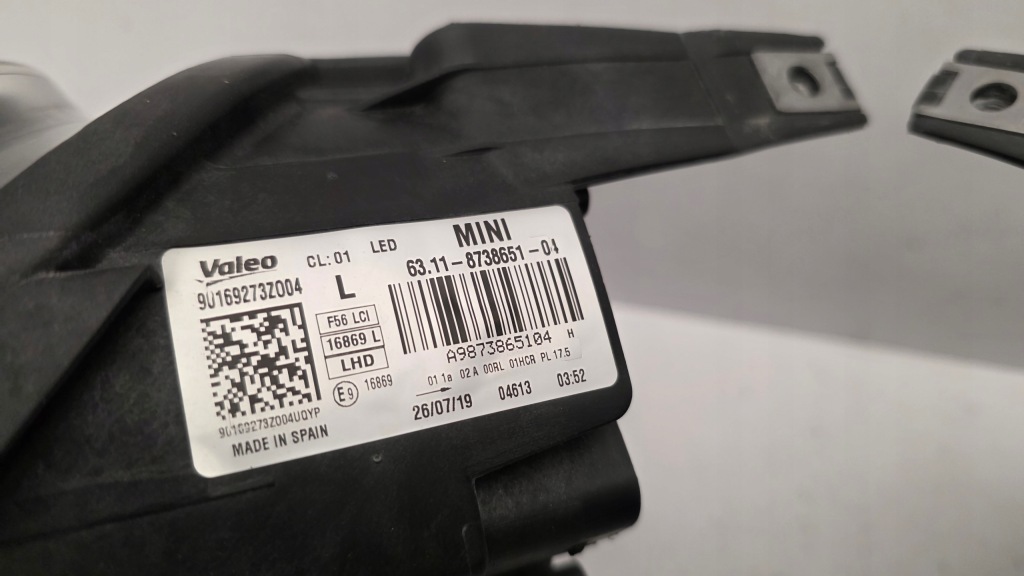 Valeo CL:01 LED MINI
9U169273Z004 L 63.11-8738651-04
F56 LCI
16869 L
LHD
A9873865104 H
E9 16869
01 1a 02A 00RL 01HCR PL 17.5
26/07/19 04613 03:52
9U169273Z004UQYP
MADE IN SPAIN